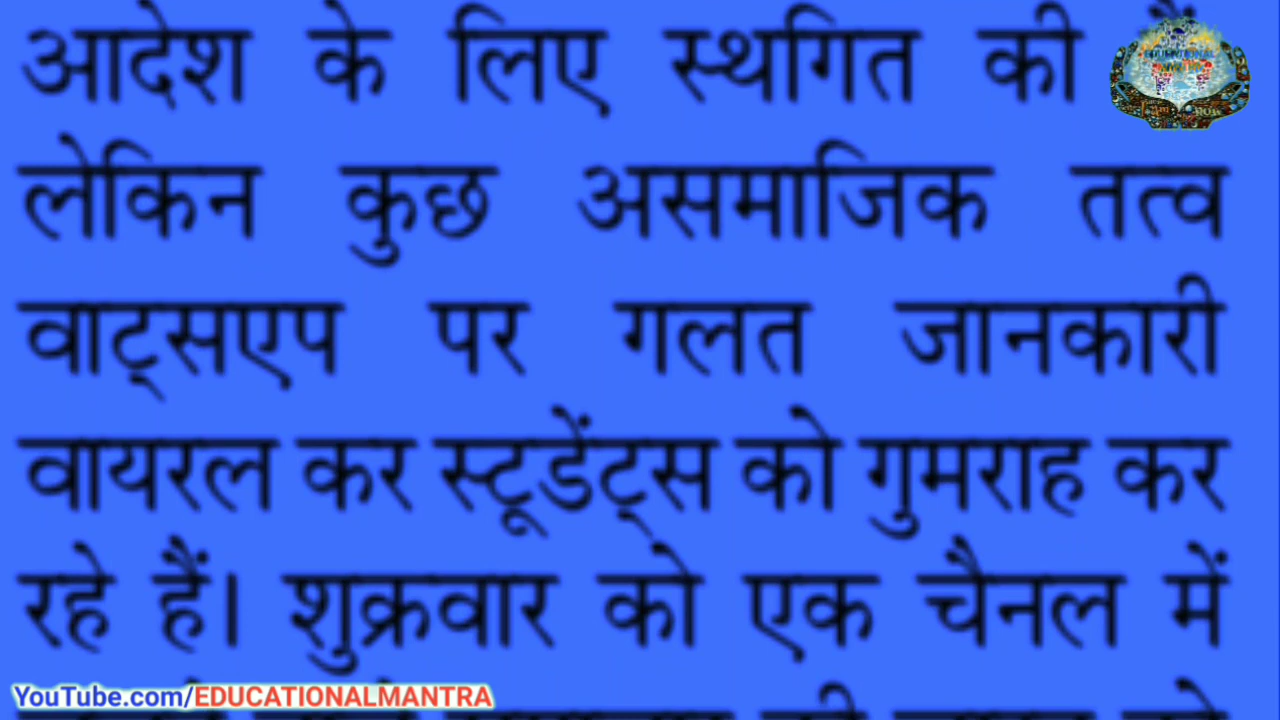 आदेश के लिए स्थगित की
EDUCATIONAL
लेकिन कुछ असमाजिक तत्व
वाट्सएप पर गलत जानकारी
वायरल कर स्टूडेंट्स को गुमराह कर
रहे हैं। शुक्रवार को एक चैनल में
YouTube.com/EDUCATIONALMANTRA